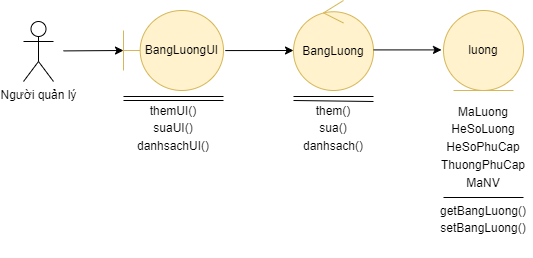 BangLuongUI
BangLuong
luong
Người quản lý
themUI()
suaUI()
danhsachUI()
them()
sua()
danhsach()
MaLuong
HeSoLuong
HeSoPhuCap
ThuongPhuCap
MaNV
getBangLuong()
setBangLuong()